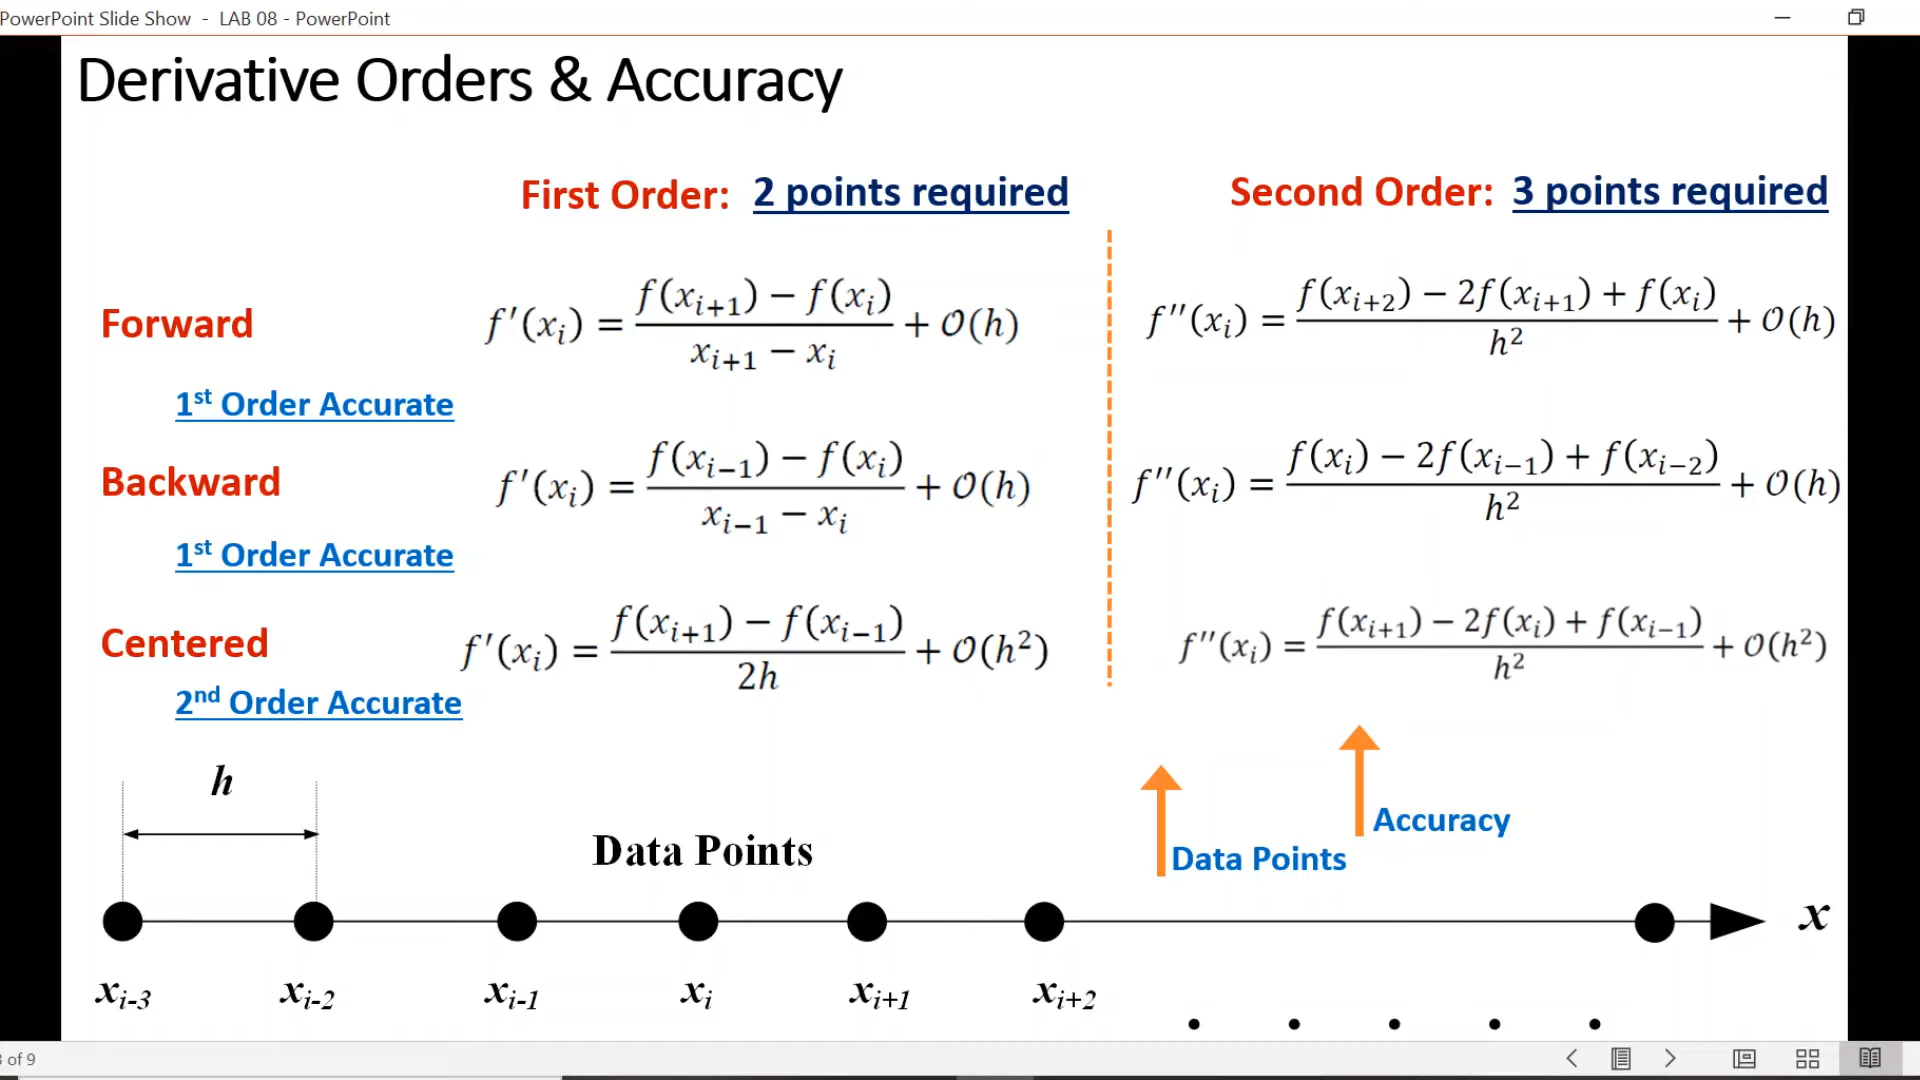 PowerPoint Slide Show - LAB 08 - PowerPoint
Derivative Orders & Accuracy
First Order: 2 points required
Second Order: 3 points required
Forward
f'(xᵢ) = (f(xᵢ₊₁) − f(xᵢ)) / (xᵢ₊₁ − xᵢ) + 𝒪(h)
f''(xᵢ) = (f(xᵢ₊₂) − 2f(xᵢ₊₁) + f(xᵢ)) / h² + 𝒪(h)
1st Order Accurate
Backward
f'(xᵢ) = (f(xᵢ₋₁) − f(xᵢ)) / (xᵢ₋₁ − xᵢ) + 𝒪(h)
f''(xᵢ) = (f(xᵢ) − 2f(xᵢ₋₁) + f(xᵢ₋₂)) / h² + 𝒪(h)
1st Order Accurate
Centered
f'(xᵢ) = (f(xᵢ₊₁) − f(xᵢ₋₁)) / 2h + 𝒪(h²)
f''(xᵢ) = (f(xᵢ₊₁) − 2f(xᵢ) + f(xᵢ₋₁)) / h² + 𝒪(h²)
2nd Order Accurate
h
Data Points
Accuracy
Data Points
x
xᵢ₋₃ xᵢ₋₂ xᵢ₋₁ xᵢ xᵢ₊₁ xᵢ₊₂
. . . . .
of 9